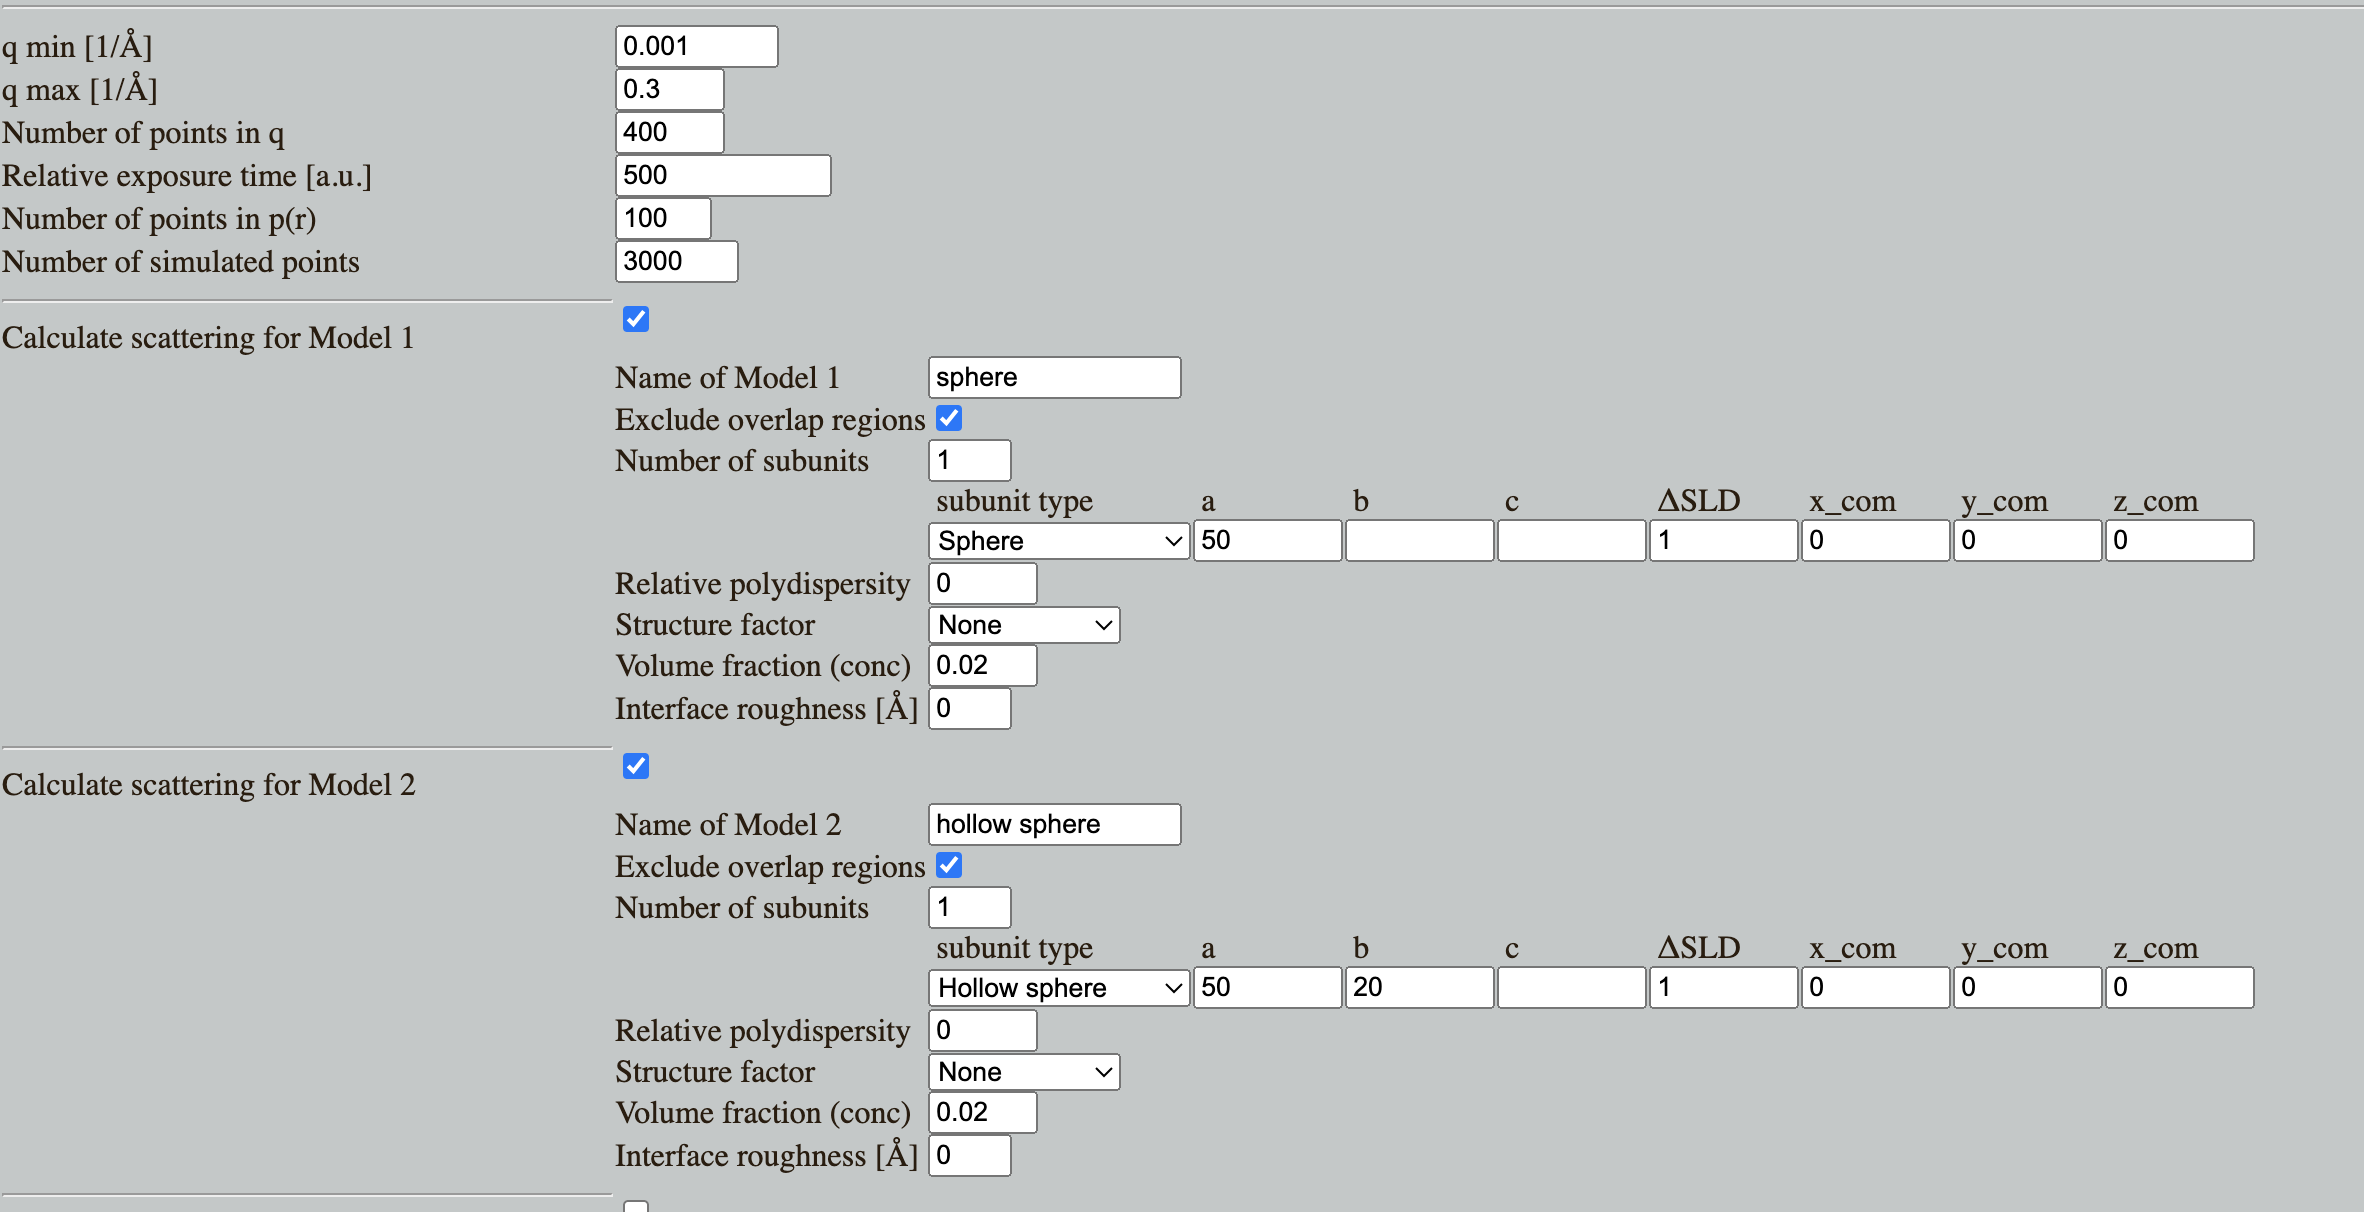 q min [1/Å] 0.001
q max [1/Å] 0.3
Number of points in q 400
Relative exposure time [a.u.] 500
Number of points in p(r) 100
Number of simulated points 3000
Calculate scattering for Model 1
Name of Model 1 sphere
Exclude overlap regions
Number of subunits 1
subunit type a b c ΔSLD x_com y_com z_com
Sphere 50 1 0 0 0
Relative polydispersity 0
Structure factor None
Volume fraction (conc) 0.02
Interface roughness [Å] 0
Calculate scattering for Model 2
Name of Model 2 hollow sphere
Exclude overlap regions
Number of subunits 1
subunit type a b c ΔSLD x_com y_com z_com
Hollow sphere 50 20 1 0 0 0
Relative polydispersity 0
Structure factor None
Volume fraction (conc) 0.02
Interface roughness [Å] 0